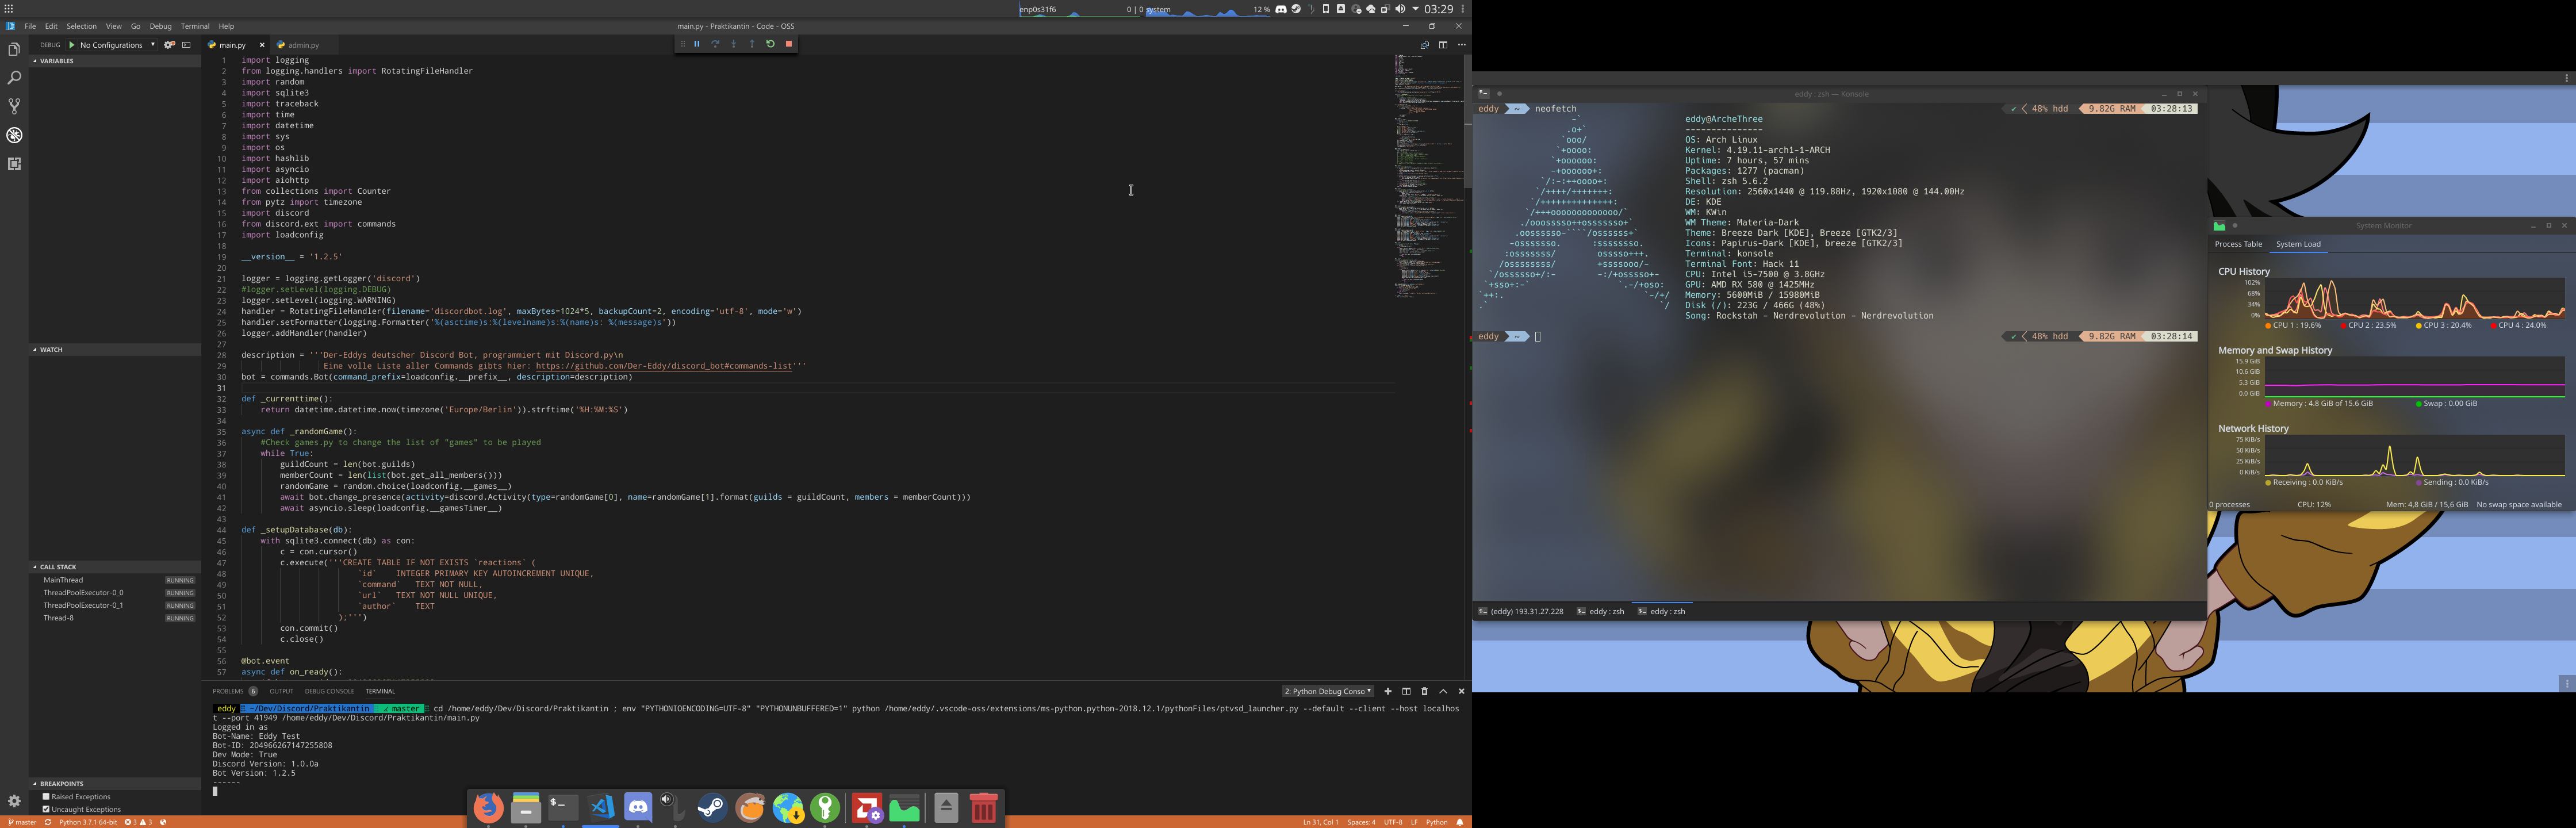 enp0s31f6 0 | 0 system 12 % 03:29
main.py - Praktikantin - Code - OSS
File Edit Selection View Go Debug Terminal Help
DEBUG No Configurations
main.py
admin.py
VARIABLES
WATCH
CALL STACK
MainThread RUNNING
ThreadPoolExecutor-0_0 RUNNING
ThreadPoolExecutor-0_1 RUNNING
Thread-8 RUNNING
BREAKPOINTS
Raised Exceptions
Uncaught Exceptions
1 import logging
2 from logging.handlers import RotatingFileHandler
3 import random
4 import sqlite3
5 import traceback
6 import time
7 import datetime
8 import sys
9 import os
10 import hashlib
11 import asyncio
12 import aiohttp
13 from collections import Counter
14 from pytz import timezone
15 import discord
16 from discord.ext import commands
17 import loadconfig
18
19 __version__ = '1.2.5'
20
21 logger = logging.getLogger('discord')
22 #logger.setLevel(logging.DEBUG)
23 logger.setLevel(logging.WARNING)
24 handler = RotatingFileHandler(filename='discordbot.log', maxBytes=1024*5, backupCount=2, encoding='utf-8', mode='w')
25 handler.setFormatter(logging.Formatter('%(asctime)s:%(levelname)s:%(name)s: %(message)s'))
26 logger.addHandler(handler)
27
28 description = '''Der-Eddys deutscher Discord Bot, programmiert mit Discord.py\n
29 Eine volle Liste aller Commands gibts hier: https://github.com/Der-Eddy/discord_bot#commands-list'''
30 bot = commands.Bot(command_prefix=loadconfig.__prefix__, description=description)
31
32 def _currenttime():
33 return datetime.datetime.now(timezone('Europe/Berlin')).strftime('%H:%M:%S')
34
35 async def _randomGame():
36 #Check games.py to change the list of "games" to be played
37 while True:
38 guildCount = len(bot.guilds)
39 memberCount = len(list(bot.get_all_members()))
40 randomGame = random.choice(loadconfig.__games__)
41 await bot.change_presence(activity=discord.Activity(type=randomGame[0], name=randomGame[1].format(guilds = guildCount, members = memberCount)))
42 await asyncio.sleep(loadconfig.__gamesTimer__)
43
44 def _setupDatabase(db):
45 with sqlite3.connect(db) as con:
46 c = con.cursor()
47 c.execute('''CREATE TABLE IF NOT EXISTS `reactions` (
48 `id` INTEGER PRIMARY KEY AUTOINCREMENT UNIQUE,
49 `command` TEXT NOT NULL,
50 `url` TEXT NOT NULL UNIQUE,
51 `author` TEXT
52 );''')
53 con.commit()
54 c.close()
55
56 @bot.event
57 async def on_ready():
PROBLEMS 6 OUTPUT DEBUG CONSOLE TERMINAL 2: Python Debug Conso
eddy ~/Dev/Discord/Praktikantin master cd /home/eddy/Dev/Discord/Praktikantin ; env "PYTHONIOENCODING=UTF-8" "PYTHONUNBUFFERED=1" python /home/eddy/.vscode-oss/extensions/ms-python.python-2018.12.1/pythonFiles/ptvsd_launcher.py --default --client --host localhos
t --port 41949 /home/eddy/Dev/Discord/Praktikantin/main.py
Logged in as
Bot-Name: Eddy Test
Bot-ID: 204966267147255808
Dev Mode: True
Discord Version: 1.0.0a
Bot Version: 1.2.5
------
master Python 3.7.1 64-bit 3 3
Ln 31, Col 1 Spaces: 4 UTF-8 LF Python
eddy : zsh — Konsole
eddy ~ neofetch 48% hdd 9.82G RAM 03:28:13
eddy@ArcheThree
---------------
OS: Arch Linux
Kernel: 4.19.11-arch1-1-ARCH
Uptime: 7 hours, 57 mins
Packages: 1277 (pacman)
Shell: zsh 5.6.2
Resolution: 2560x1440 @ 119.88Hz, 1920x1080 @ 144.00Hz
DE: KDE
WM: KWin
WM Theme: Materia-Dark
Theme: Breeze Dark [KDE], Breeze [GTK2/3]
Icons: Papirus-Dark [KDE], breeze [GTK2/3]
Terminal: konsole
Terminal Font: Hack 11
CPU: Intel i5-7500 @ 3.8GHz
GPU: AMD RX 580 @ 1425MHz
Memory: 5600MiB / 15980MiB
Disk (/): 223G / 466G (48%)
Song: Rockstah - Nerdrevolution - Nerdrevolution
eddy ~ 48% hdd 9.82G RAM 03:28:14
(eddy) 193.31.27.228 eddy : zsh eddy : zsh
System Monitor
Process Table System Load
CPU History
102%
68%
34%
0%
CPU 1 : 19.6% CPU 2 : 23.5% CPU 3 : 20.4% CPU 4 : 24.0%
Memory and Swap History
15.9 GiB
10.6 GiB
5.3 GiB
0.0 GiB
Memory : 4.8 GiB of 15.6 GiB Swap : 0.00 GiB
Network History
75 KiB/s
50 KiB/s
25 KiB/s
0 KiB/s
Receiving : 0.0 KiB/s Sending : 0.0 KiB/s
0 processes CPU: 12% Mem: 4,8 GiB / 15,6 GiB No swap space available